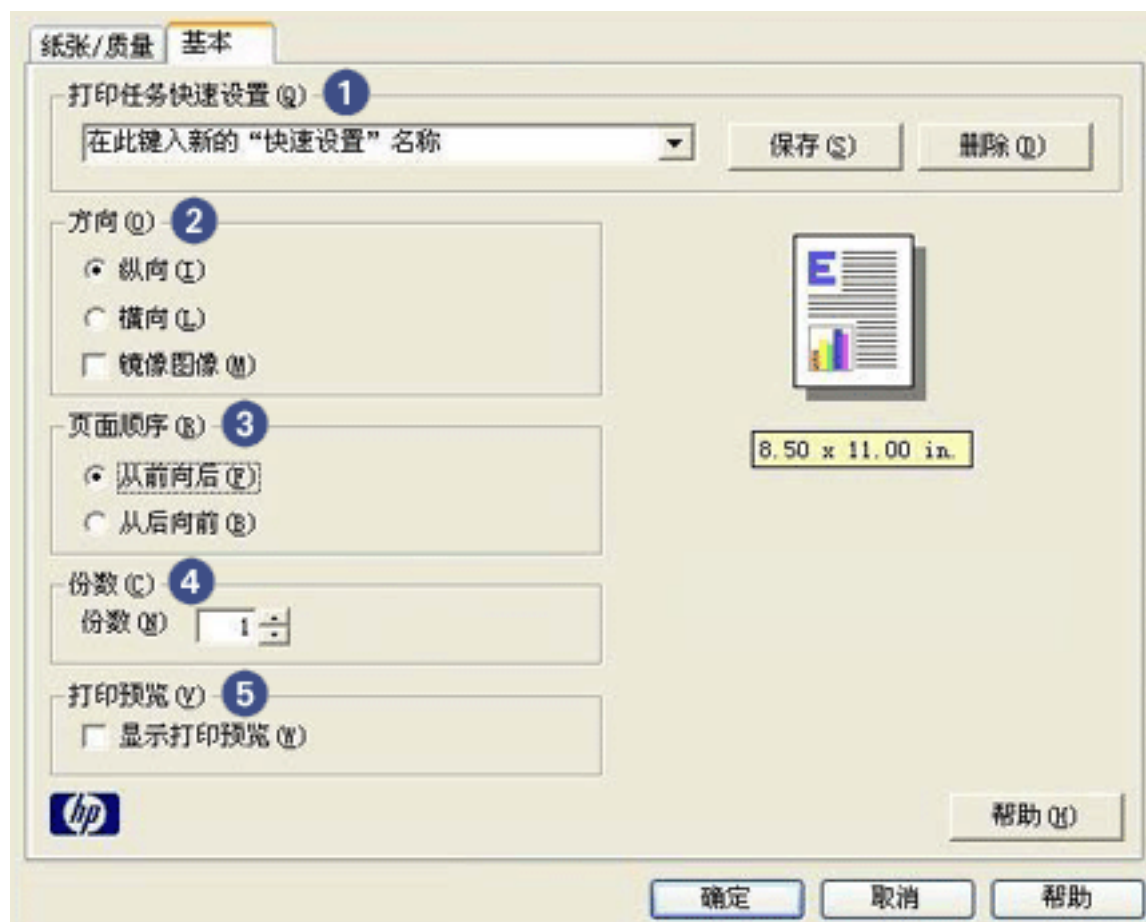 纸张/质量 基本
打印任务快速设置(Q) 1
在此键入新的“快速设置”名称 保存(S) 删除(D)
方向(O) 2
纵向(I)
横向(L)
镜像图像(M)
E
8.50 x 11.00 in.
页面顺序(R) 3
从前向后(F)
从后向前(B)
份数(C) 4
份数(N) 1
打印预览(V) 5
显示打印预览(W)
hp 帮助(H)
确定 取消 帮助